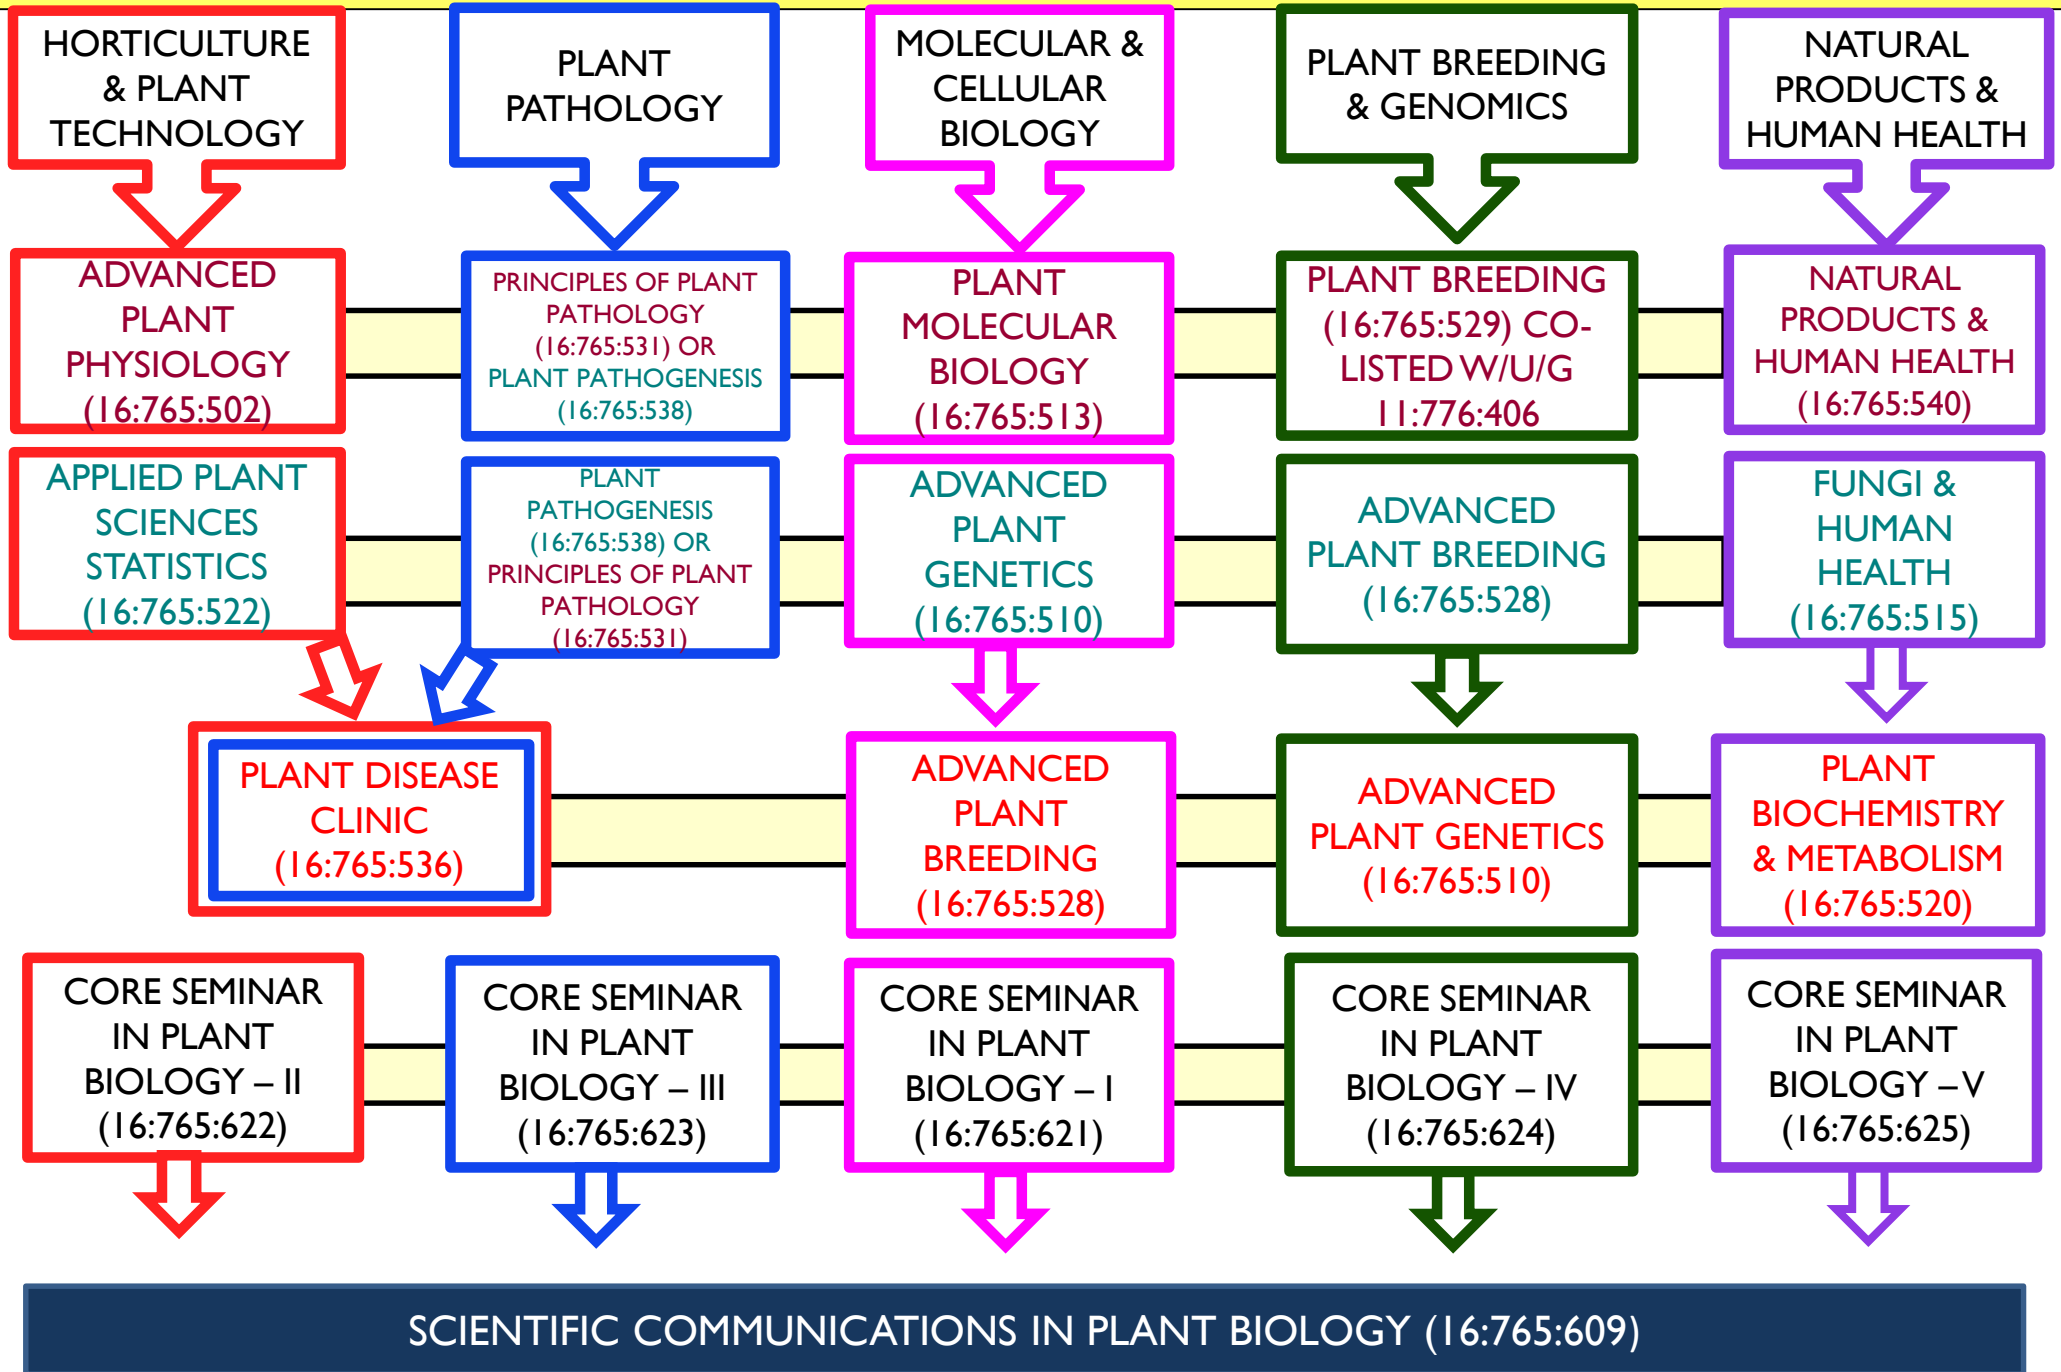 HORTICULTURE
& PLANT
TECHNOLOGY
PLANT
PATHOLOGY
MOLECULAR &
CELLULAR
BIOLOGY
PLANT BREEDING
& GENOMICS
NATURAL
PRODUCTS &
HUMAN HEALTH
ADVANCED
PLANT
PHYSIOLOGY
(16:765:502)
PRINCIPLES OF PLANT
PATHOLOGY
(16:765:531) OR
PLANT PATHOGENESIS
(16:765:538)
PLANT
MOLECULAR
BIOLOGY
(16:765:513)
PLANT BREEDING
(16:765:529) CO-
LISTED W/U/G
11:776:406
NATURAL
PRODUCTS &
HUMAN HEALTH
(16:765:540)
APPLIED PLANT
SCIENCES
STATISTICS
(16:765:522)
PLANT
PATHOGENESIS
(16:765:538) OR
PRINCIPLES OF PLANT
PATHOLOGY
(16:765:531)
ADVANCED
PLANT
GENETICS
(16:765:510)
ADVANCED
PLANT BREEDING
(16:765:528)
FUNGI &
HUMAN
HEALTH
(16:765:515)
PLANT DISEASE
CLINIC
(16:765:536)
ADVANCED
PLANT
BREEDING
(16:765:528)
ADVANCED
PLANT GENETICS
(16:765:510)
PLANT
BIOCHEMISTRY
& METABOLISM
(16:765:520)
CORE SEMINAR
IN PLANT
BIOLOGY – II
(16:765:622)
CORE SEMINAR
IN PLANT
BIOLOGY – III
(16:765:623)
CORE SEMINAR
IN PLANT
BIOLOGY – I
(16:765:621)
CORE SEMINAR
IN PLANT
BIOLOGY – IV
(16:765:624)
CORE SEMINAR
IN PLANT
BIOLOGY – V
(16:765:625)
SCIENTIFIC COMMUNICATIONS IN PLANT BIOLOGY (16:765:609)